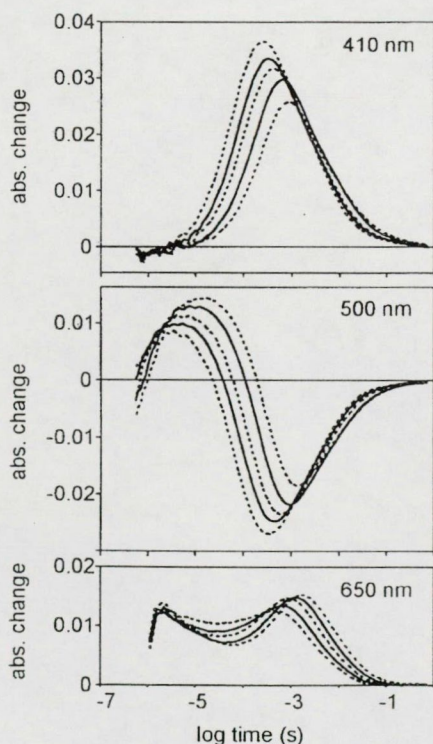 0.04
410 nm
0.03
0.02
0.01
0
abs. change
500 nm
0.01
0
-0.01
-0.02
abs. change
0.02
650 nm
0.01
0
abs. change
-7 -5 -3 -1
log time (s)